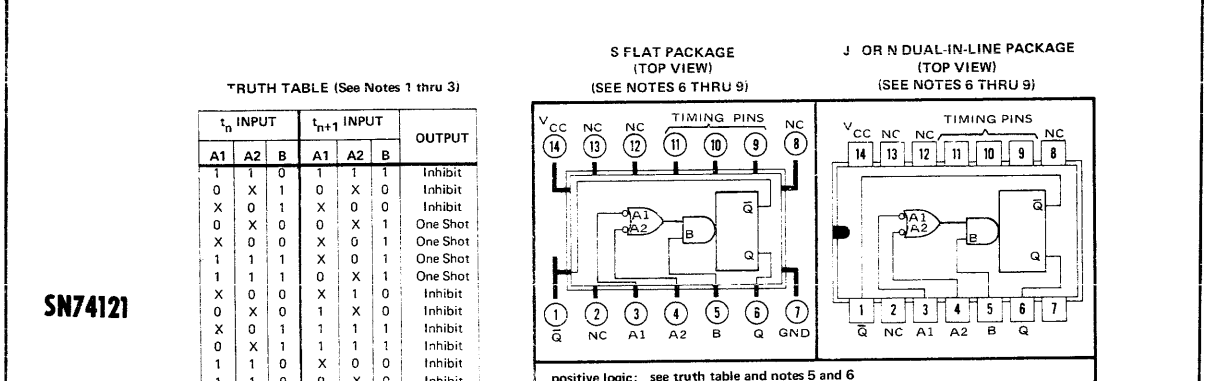 S FLAT PACKAGE
(TOP VIEW)
(SEE NOTES 6 THRU 9)
J OR N DUAL-IN-LINE PACKAGE
(TOP VIEW)
(SEE NOTES 6 THRU 9)
TRUTH TABLE (See Notes 1 thru 3)
tn INPUT tn+1 INPUT OUTPUT
A1 A2 B A1 A2 B
1 1 0 1 1 1 Inhibit
0 X 1 0 X 0 Inhibit
X 0 1 X 0 0 Inhibit
0 X 0 0 X 1 One Shot
X 0 0 X 0 1 One Shot
1 1 1 X 0 1 One Shot
1 1 1 0 X 1 One Shot
X 0 0 X 1 0 Inhibit
0 X 0 1 X 0 Inhibit
X 0 1 1 1 1 Inhibit
0 X 1 1 1 1 Inhibit
1 1 0 X 0 0 Inhibit
1 1 0 0 X 0 Inhibit
SN74121
VCC NC NC TIMING PINS NC
14 13 12 11 10 9 8
A1
A2
B
Q̅
Q
1 2 3 4 5 6 7
Q̅ NC A1 A2 B Q GND
VCC NC NC TIMING PINS NC
14 13 12 11 10 9 8
A1
A2
B
Q̅
Q
1 2 3 4 5 6 7
Q̅ NC A1 A2 B Q
positive logic: see truth table and notes 5 and 6